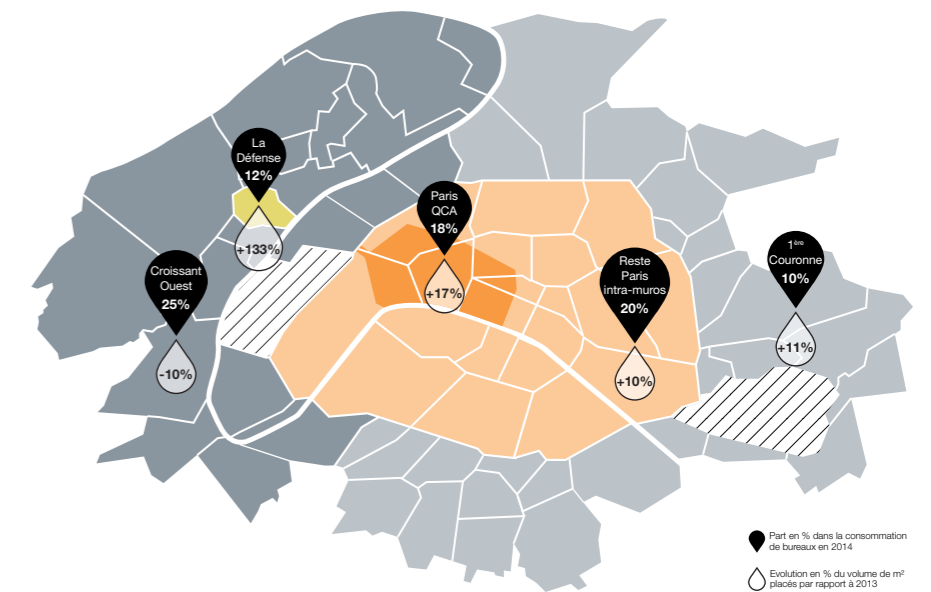 La
Défense
12%
+133%
Paris
QCA
18%
+17%
Croissant
Ouest
25%
-10%
Reste
Paris
intra-muros
20%
+10%
1ère
Couronne
10%
+11%
Part en % dans la consommation
de bureaux en 2014
Evolution en % du volume de m²
placés par rapport à 2013